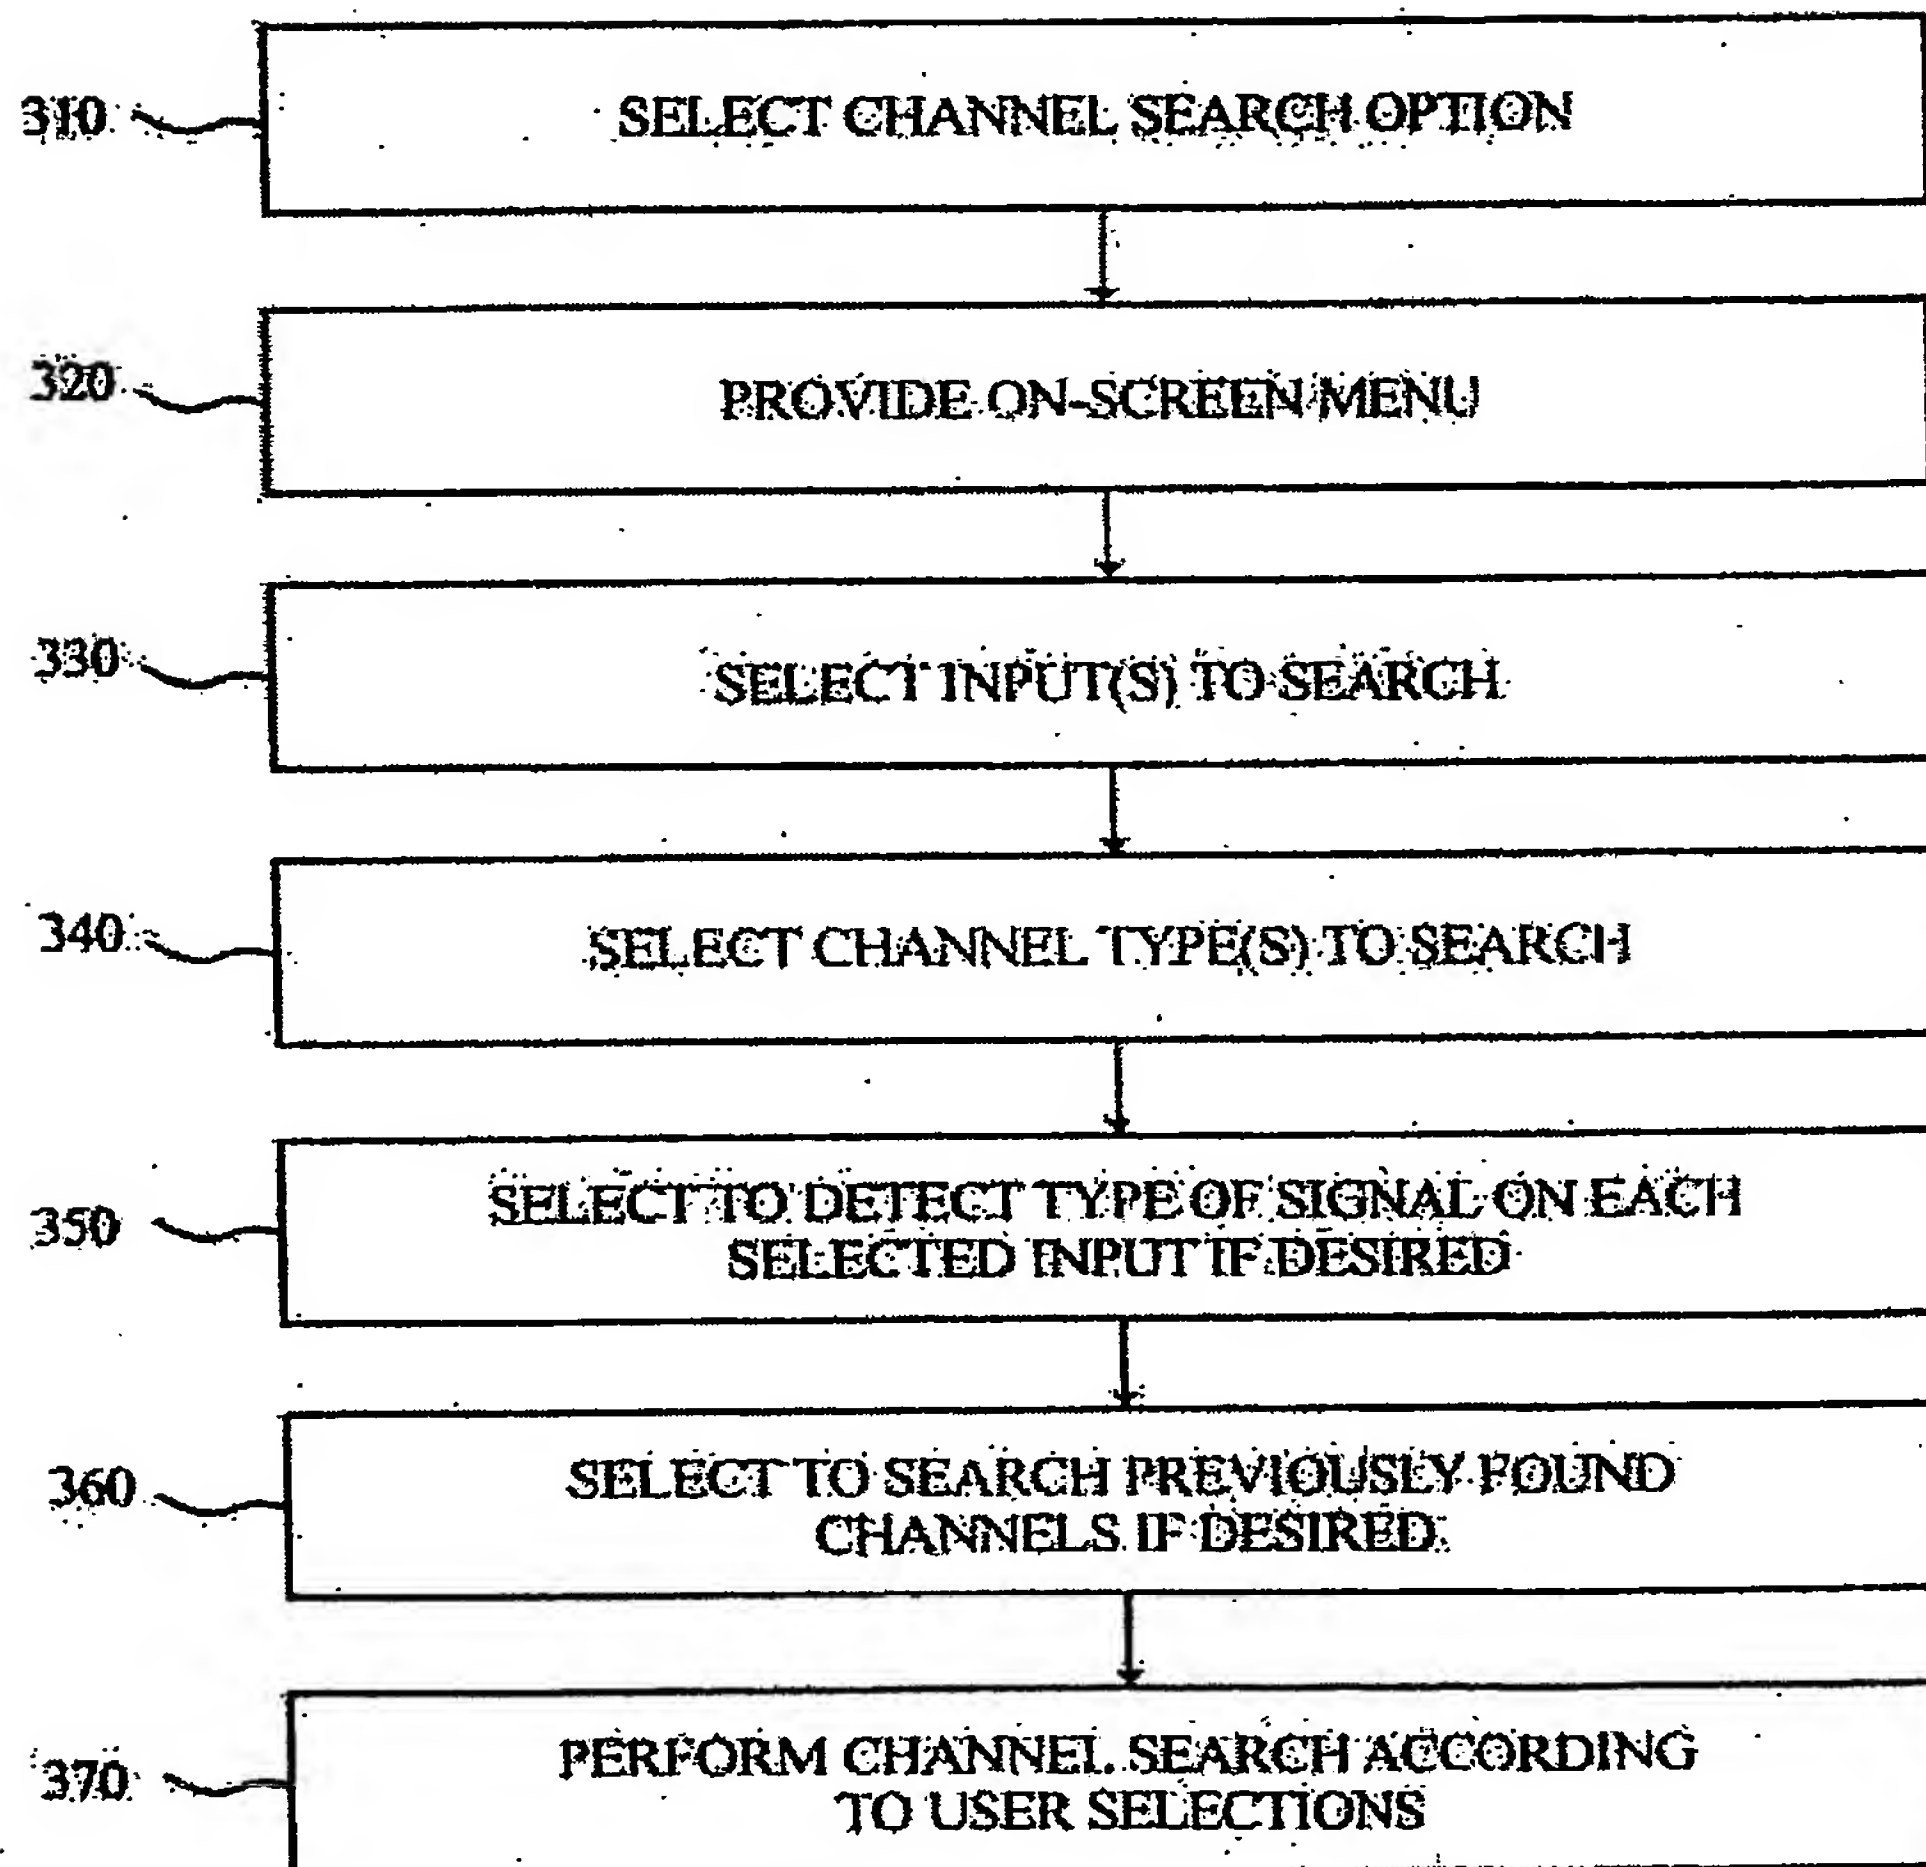 310
SELECT CHANNEL SEARCH OPTION
320
PROVIDE ON-SCREEN MENU
330
SELECT INPUT(S) TO SEARCH
340
SELECT CHANNEL TYPE(S) TO SEARCH
350
SELECT TO DETECT TYPE OF SIGNAL ON EACH
SELECTED INPUT IF DESIRED
360
SELECT TO SEARCH PREVIOUSLY FOUND
CHANNELS IF DESIRED
370
PERFORM CHANNEL SEARCH ACCORDING
TO USER SELECTIONS